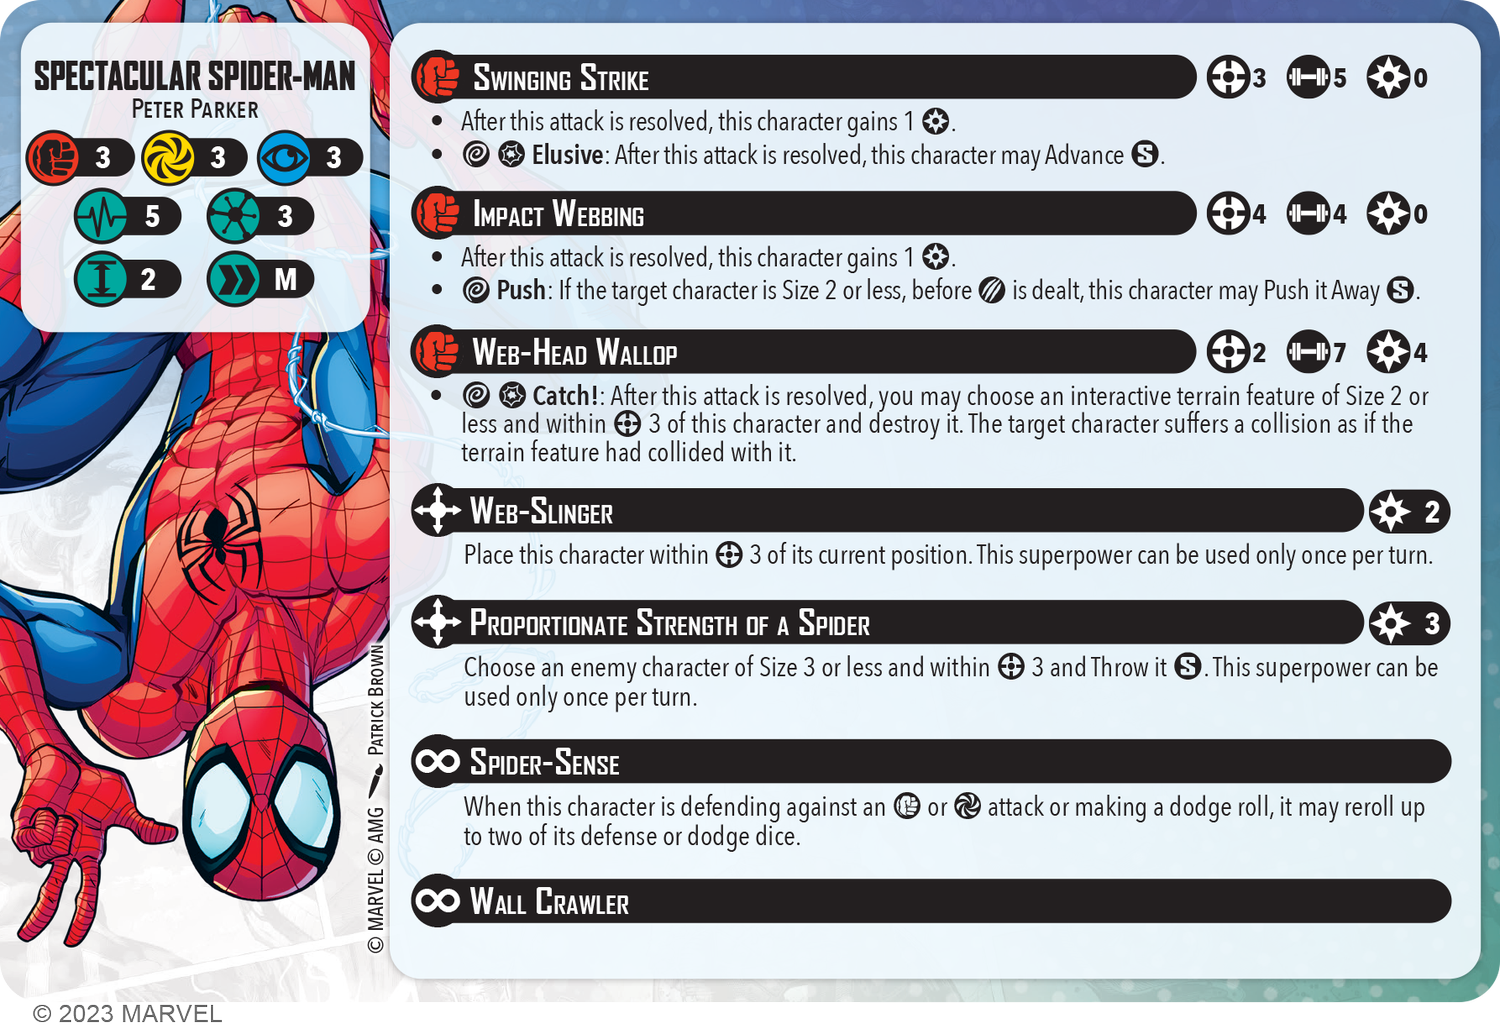 SPECTACULAR SPIDER-MAN
PETER PARKER
3 3 3
5 3
2 M
SWINGING STRIKE 3 5 0
• After this attack is resolved, this character gains 1 .
• Elusive: After this attack is resolved, this character may Advance S.
IMPACT WEBBING 4 4 0
• After this attack is resolved, this character gains 1 .
• Push: If the target character is Size 2 or less, before is dealt, this character may Push it Away S.
WEB-HEAD WALLOP 2 7 4
• Catch!: After this attack is resolved, you may choose an interactive terrain feature of Size 2 or
less and within 3 of this character and destroy it. The target character suffers a collision as if the
terrain feature had collided with it.
WEB-SLINGER 2
Place this character within 3 of its current position. This superpower can be used only once per turn.
PROPORTIONATE STRENGTH OF A SPIDER 3
Choose an enemy character of Size 3 or less and within 3 and Throw it S. This superpower can be
used only once per turn.
SPIDER-SENSE
When this character is defending against an or attack or making a dodge roll, it may reroll up
to two of its defense or dodge dice.
WALL CRAWLER
© MARVEL © AMG PATRICK BROWN
© 2023 MARVEL